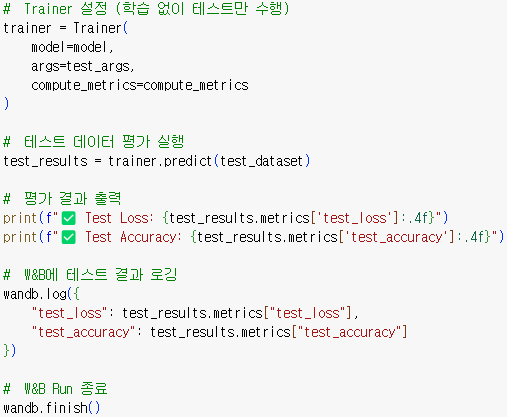 # Trainer 설정 (학습 없이 테스트만 수행)
trainer = Trainer(
    model=model,
    args=test_args,
    compute_metrics=compute_metrics
)

# 테스트 데이터 평가 실행
test_results = trainer.predict(test_dataset)

# 평가 결과 출력
print(f"✅ Test Loss: {test_results.metrics['test_loss']:.4f}")
print(f"✅ Test Accuracy: {test_results.metrics['test_accuracy']:.4f}")

# W&B에 테스트 결과 로깅
wandb.log({
    "test_loss": test_results.metrics["test_loss"],
    "test_accuracy": test_results.metrics["test_accuracy"]
})

# W&B Run 종료
wandb.finish()